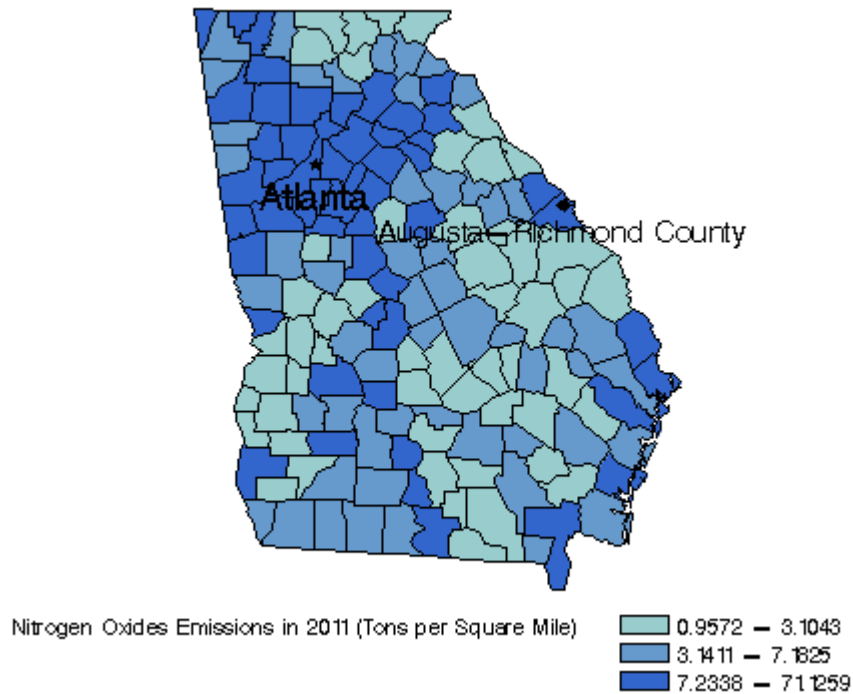 Atlanta
Augusta–Richmond County
Nitrogen Oxides Emissions in 2011 (Tons per Square Mile)
0.9572 – 3.1043
3.1411 – 7.1825
7.2338 – 71.1259